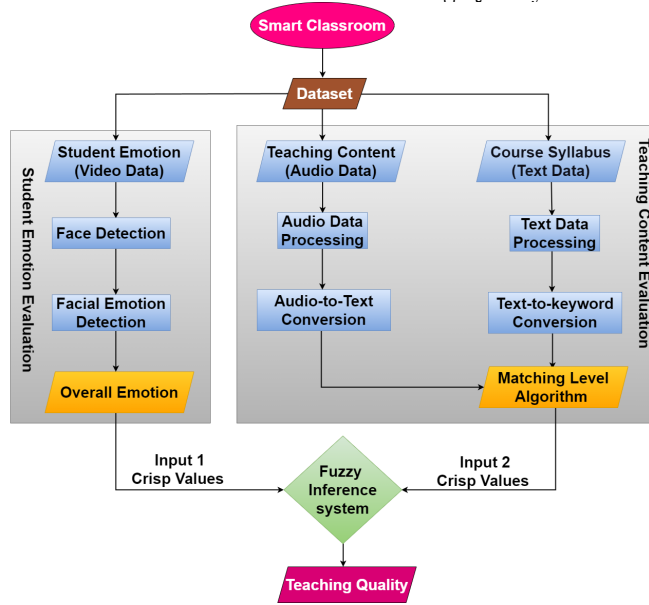 Smart Classroom
Dataset
Student Emotion Evaluation
Student Emotion
(Video Data)
Face Detection
Facial Emotion
Detection
Overall Emotion
Teaching Content
(Audio Data)
Audio Data
Processing
Audio-to-Text
Conversion
Course Syllabus
(Text Data)
Text Data
Processing
Text-to-keyword
Conversion
Matching Level
Algorithm
Teaching Content Evaluation
Input 1
Crisp Values
Fuzzy
Inference
system
Input 2
Crisp Values
Teaching Quality